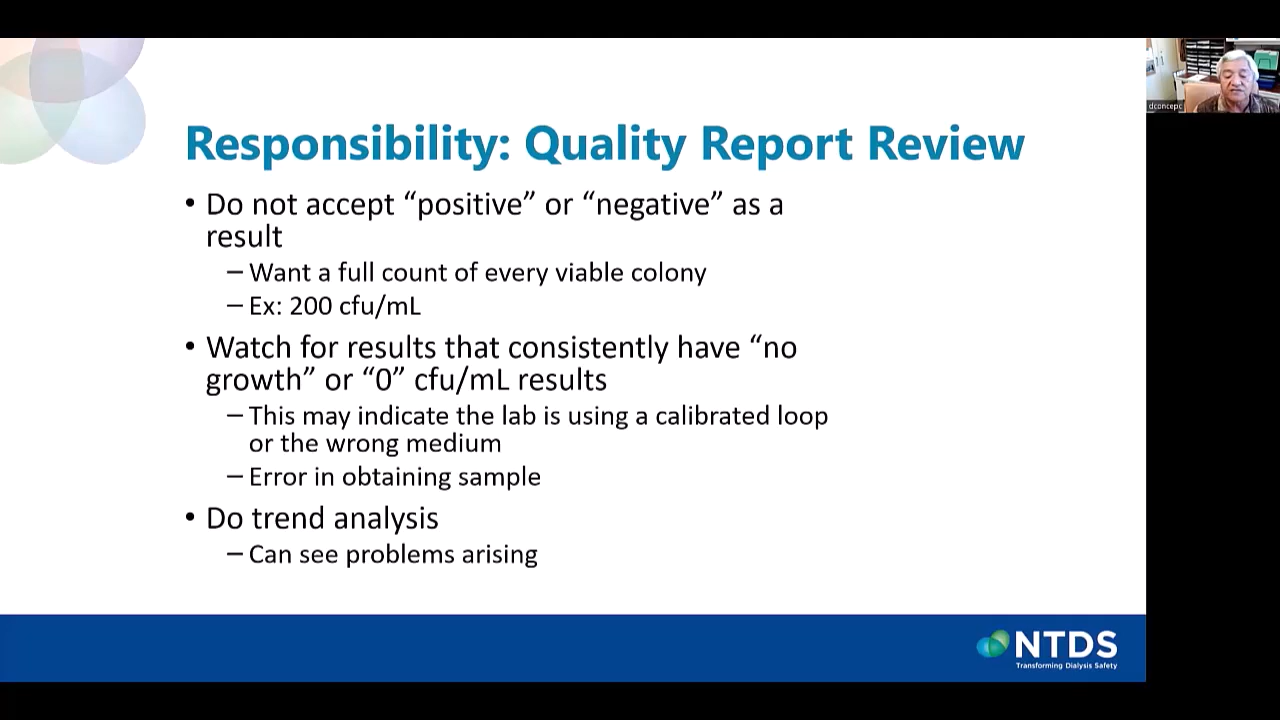 dconcepc
Responsibility: Quality Report Review
• Do not accept “positive” or “negative” as a
result
– Want a full count of every viable colony
– Ex: 200 cfu/mL
• Watch for results that consistently have “no
growth” or “0” cfu/mL results
– This may indicate the lab is using a calibrated loop
or the wrong medium
– Error in obtaining sample
• Do trend analysis
– Can see problems arising
NTDS
Transforming Dialysis Safety